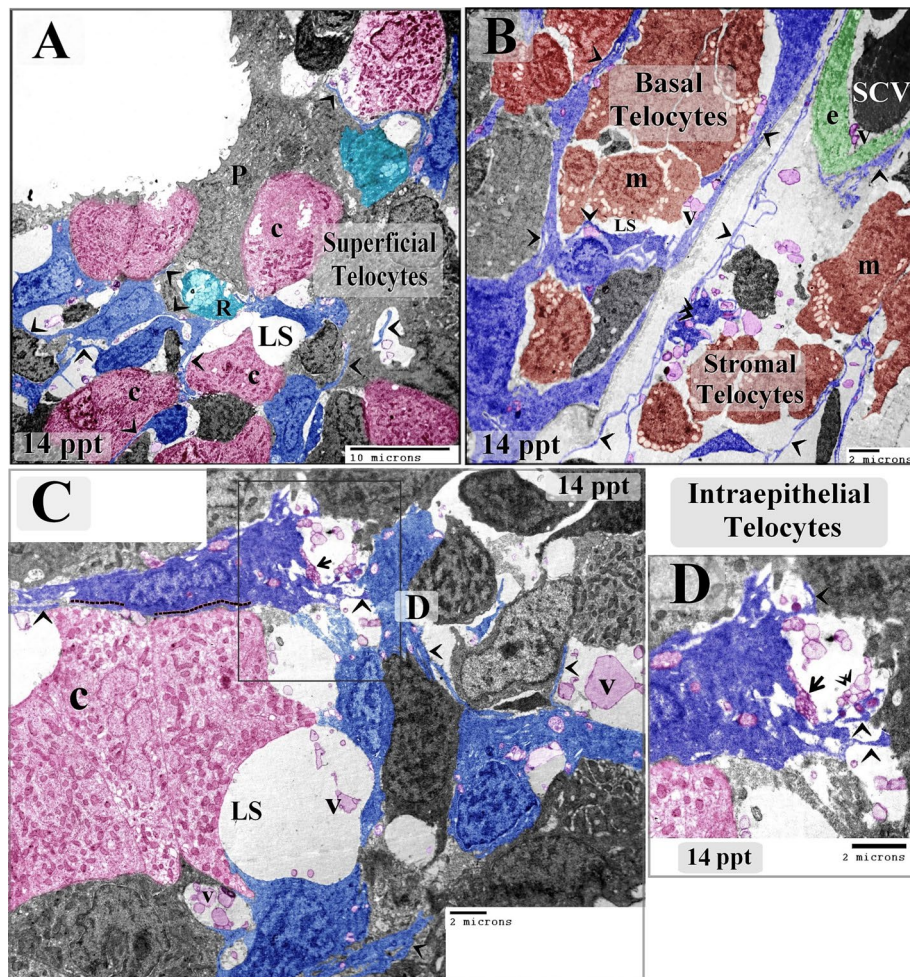 A
P
c
Superficial
Telocytes
R
LS
c
c
14 ppt
10 microns
B
Basal
Telocytes
SCV
e
v
m
v
LS
m
Stromal
Telocytes
14 ppt
2 microns
C
14 ppt
D
c
v
LS
v
v
2 microns
Intraepithelial
Telocytes
D
14 ppt
2 microns